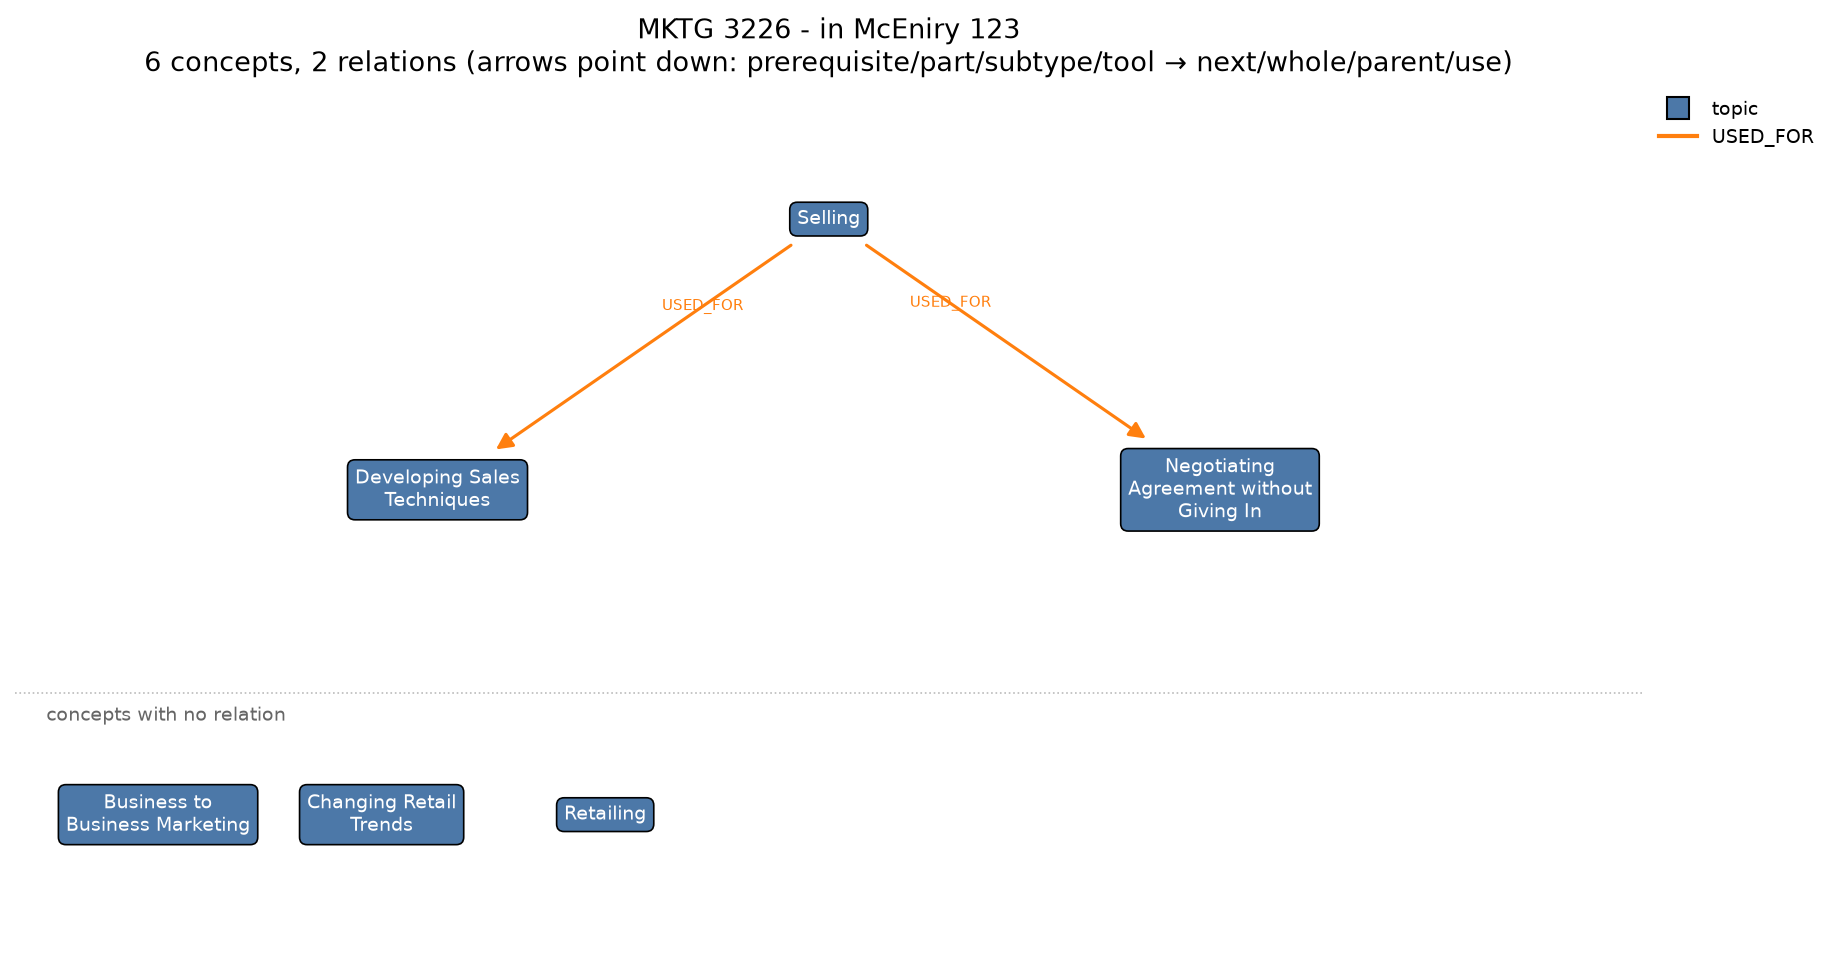 MKTG 3226 - in McEniry 123
6 concepts, 2 relations (arrows point down: prerequisite/part/subtype/tool → next/whole/parent/use)
topic
USED_FOR
Selling
USED_FOR
USED_FOR
Developing Sales
Techniques
Negotiating
Agreement without
Giving In
concepts with no relation
Business to
Business Marketing
Changing Retail
Trends
Retailing